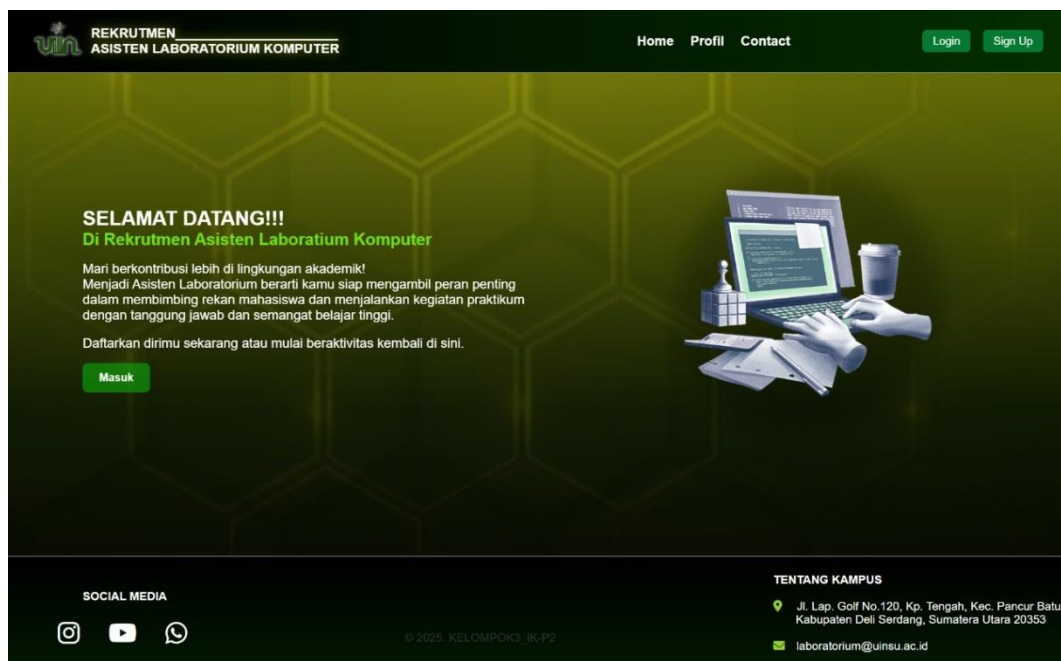 uin
REKRUTMEN
ASISTEN LABORATORIUM KOMPUTER
Home Profil Contact
Login Sign Up
SELAMAT DATANG!!!
Di Rekrutmen Asisten Laboratium Komputer
Mari berkontribusi lebih di lingkungan akademik!
Menjadi Asisten Laboratorium berarti kamu siap mengambil peran penting
dalam membimbing rekan mahasiswa dan menjalankan kegiatan praktikum
dengan tanggung jawab dan semangat belajar tinggi.
Daftarkan dirimu sekarang atau mulai beraktivitas kembali di sini.
Masuk
SOCIAL MEDIA
© 2025. KELOMPOK3_IK-P2
TENTANG KAMPUS
Jl. Lap. Golf No.120, Kp. Tengah, Kec. Pancur Batu
Kabupaten Deli Serdang, Sumatera Utara 20353
laboratorium@uinsu.ac.id